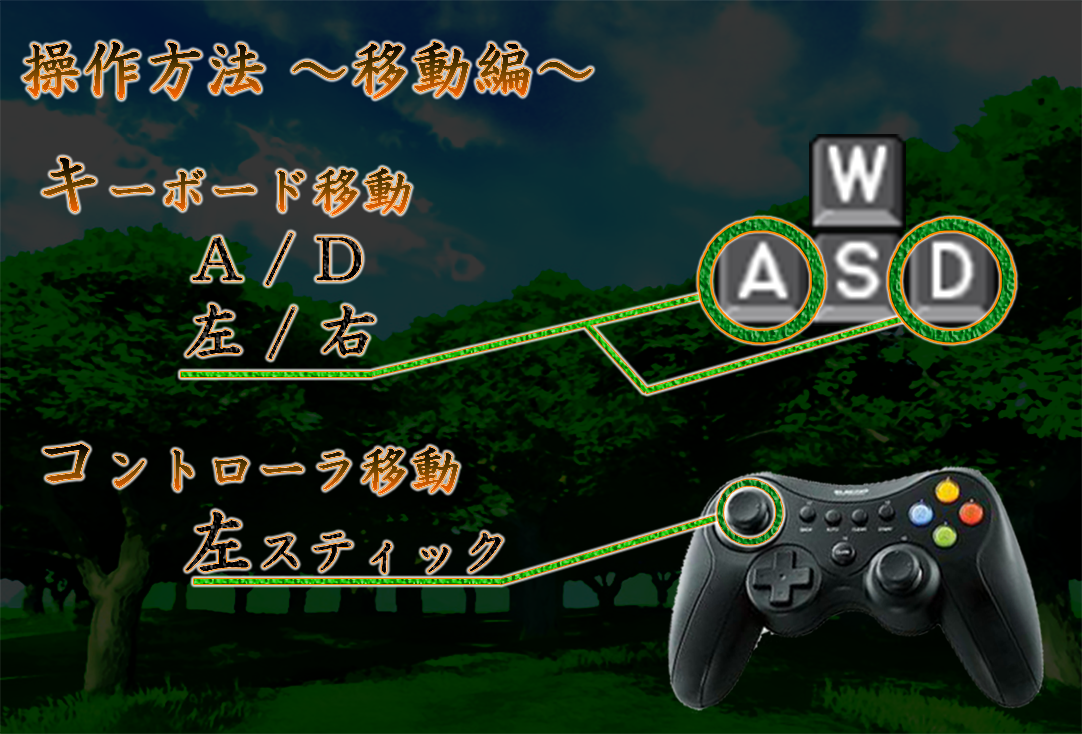 操作方法 ～移動編～
キーボード移動
A / D
左 / 右
W
A S D
コントローラ移動
左スティック